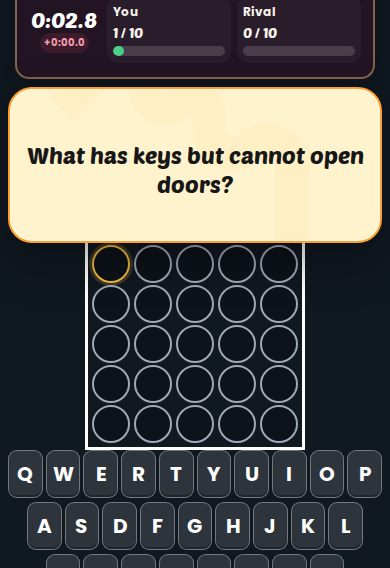 0:02.8
+0:00.0
You
1 / 10
Rival
0 / 10
What has keys but cannot open
doors?
Q W E R T Y U I O P
A S D F G H J K L